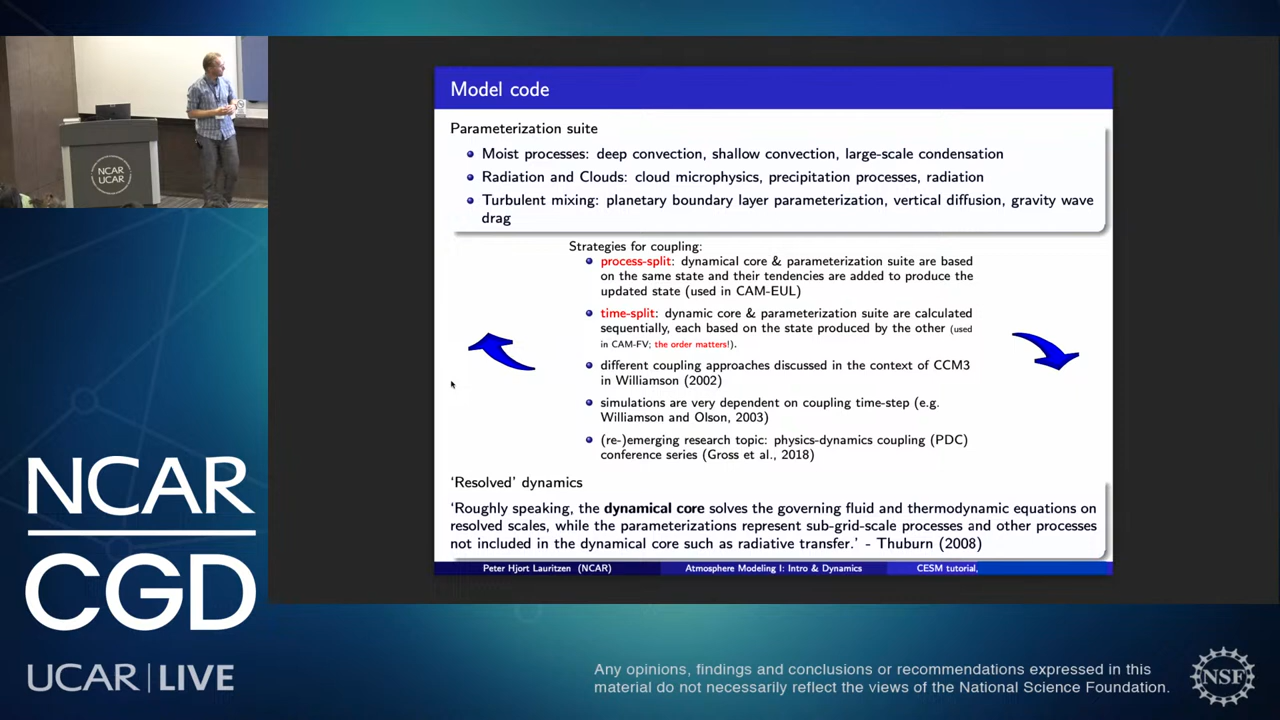 NCAR
UCAR
Model code
Parameterization suite
Moist processes: deep convection, shallow convection, large-scale condensation
Radiation and Clouds: cloud microphysics, precipitation processes, radiation
Turbulent mixing: planetary boundary layer parameterization, vertical diffusion, gravity wave
drag
Strategies for coupling:
process-split: dynamical core & parameterization suite are based
on the same state and their tendencies are added to produce the
updated state (used in CAM-EUL)
time-split: dynamic core & parameterization suite are calculated
sequentially, each based on the state produced by the other (used
in CAM-FV; the order matters!).
different coupling approaches discussed in the context of CCM3
in Williamson (2002)
simulations are very dependent on coupling time-step (e.g.
Williamson and Olson, 2003)
(re-)emerging research topic: physics-dynamics coupling (PDC)
conference series (Gross et al., 2018)
‘Resolved’ dynamics
‘Roughly speaking, the dynamical core solves the governing fluid and thermodynamic equations on
resolved scales, while the parameterizations represent sub-grid-scale processes and other processes
not included in the dynamical core such as radiative transfer.’ - Thuburn (2008)
Peter Hjort Lauritzen (NCAR) Atmosphere Modeling I: Intro & Dynamics CESM tutorial,
NCAR
CGD
UCAR | LIVE
Any opinions, findings and conclusions or recommendations expressed in this
material do not necessarily reflect the views of the National Science Foundation.
NSF